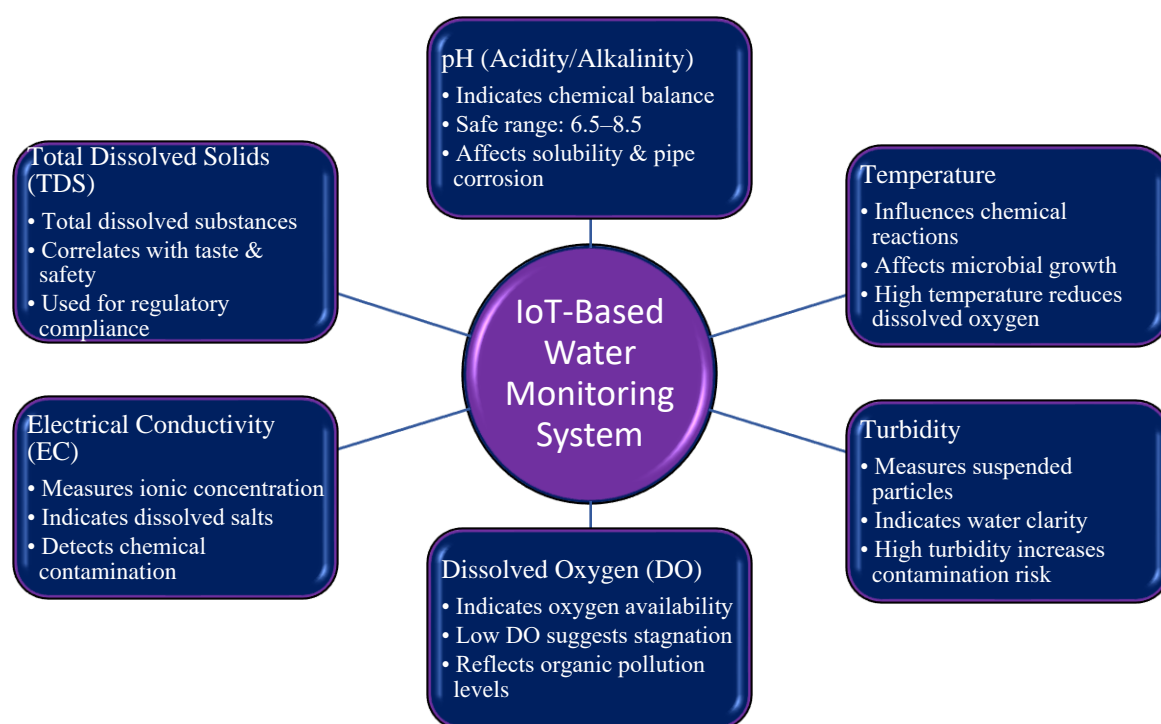 pH (Acidity/Alkalinity)
• Indicates chemical balance
• Safe range: 6.5–8.5
• Affects solubility & pipe
corrosion
Total Dissolved Solids
(TDS)
• Total dissolved substances
• Correlates with taste &
safety
• Used for regulatory
compliance
Temperature
• Influences chemical
reactions
• Affects microbial growth
• High temperature reduces
dissolved oxygen
IoT-Based
Water
Monitoring
System
Electrical Conductivity
(EC)
• Measures ionic concentration
• Indicates dissolved salts
• Detects chemical
contamination
Turbidity
• Measures suspended
particles
• Indicates water clarity
• High turbidity increases
contamination risk
Dissolved Oxygen (DO)
• Indicates oxygen availability
• Low DO suggests stagnation
• Reflects organic pollution
levels